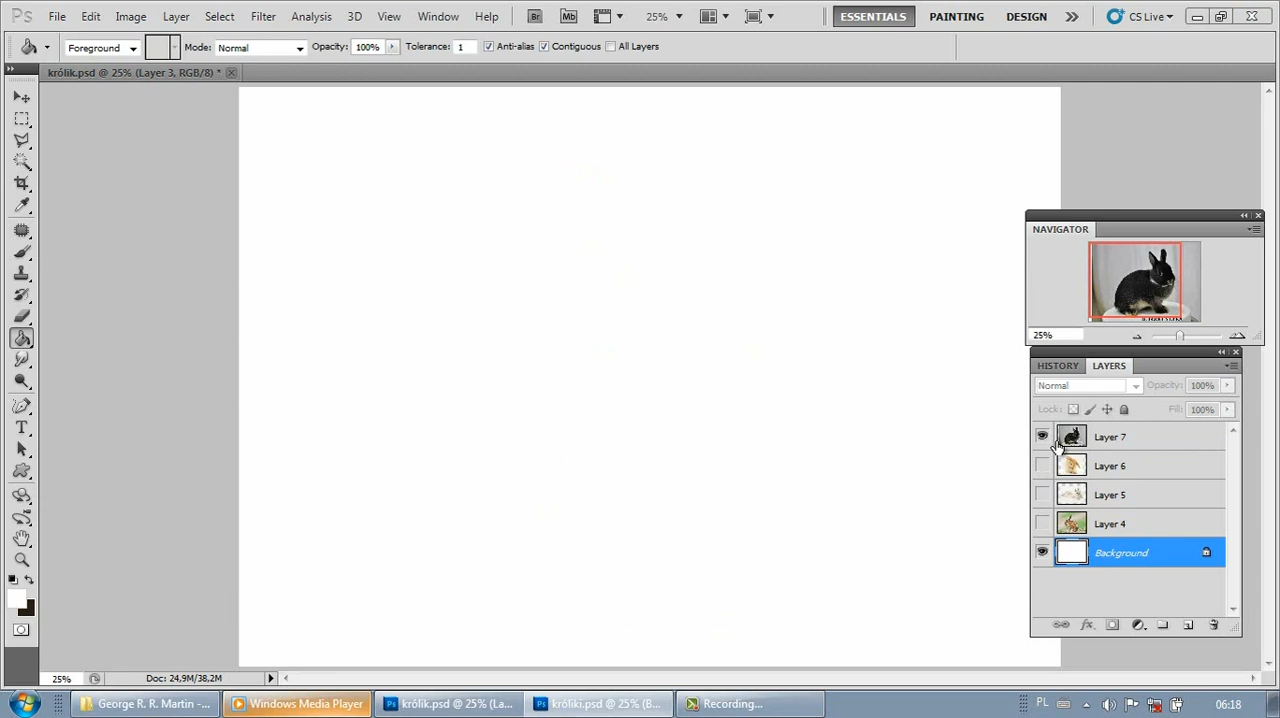 Ps File Edit Image Layer Select Filter Analysis 3D View Window Help Br Mb 25% ESSENTIALS PAINTING DESIGN CS Live
Foreground Mode: Normal Opacity: 100% Tolerance: 1 Anti-alias Contiguous All Layers
królik.psd @ 25% (Layer 3, RGB/8) *
NAVIGATOR
25%
HISTORY LAYERS
Normal Opacity: 100%
Lock: Fill: 100%
Layer 7
Layer 6
Layer 5
Layer 4
Background
25% Doc: 24,9M/38,2M
George R. R. Martin -... Windows Media Player Ps królik.psd @ 25% (La... Ps króliki.psd @ 25% (B... Recording... PL 06:18